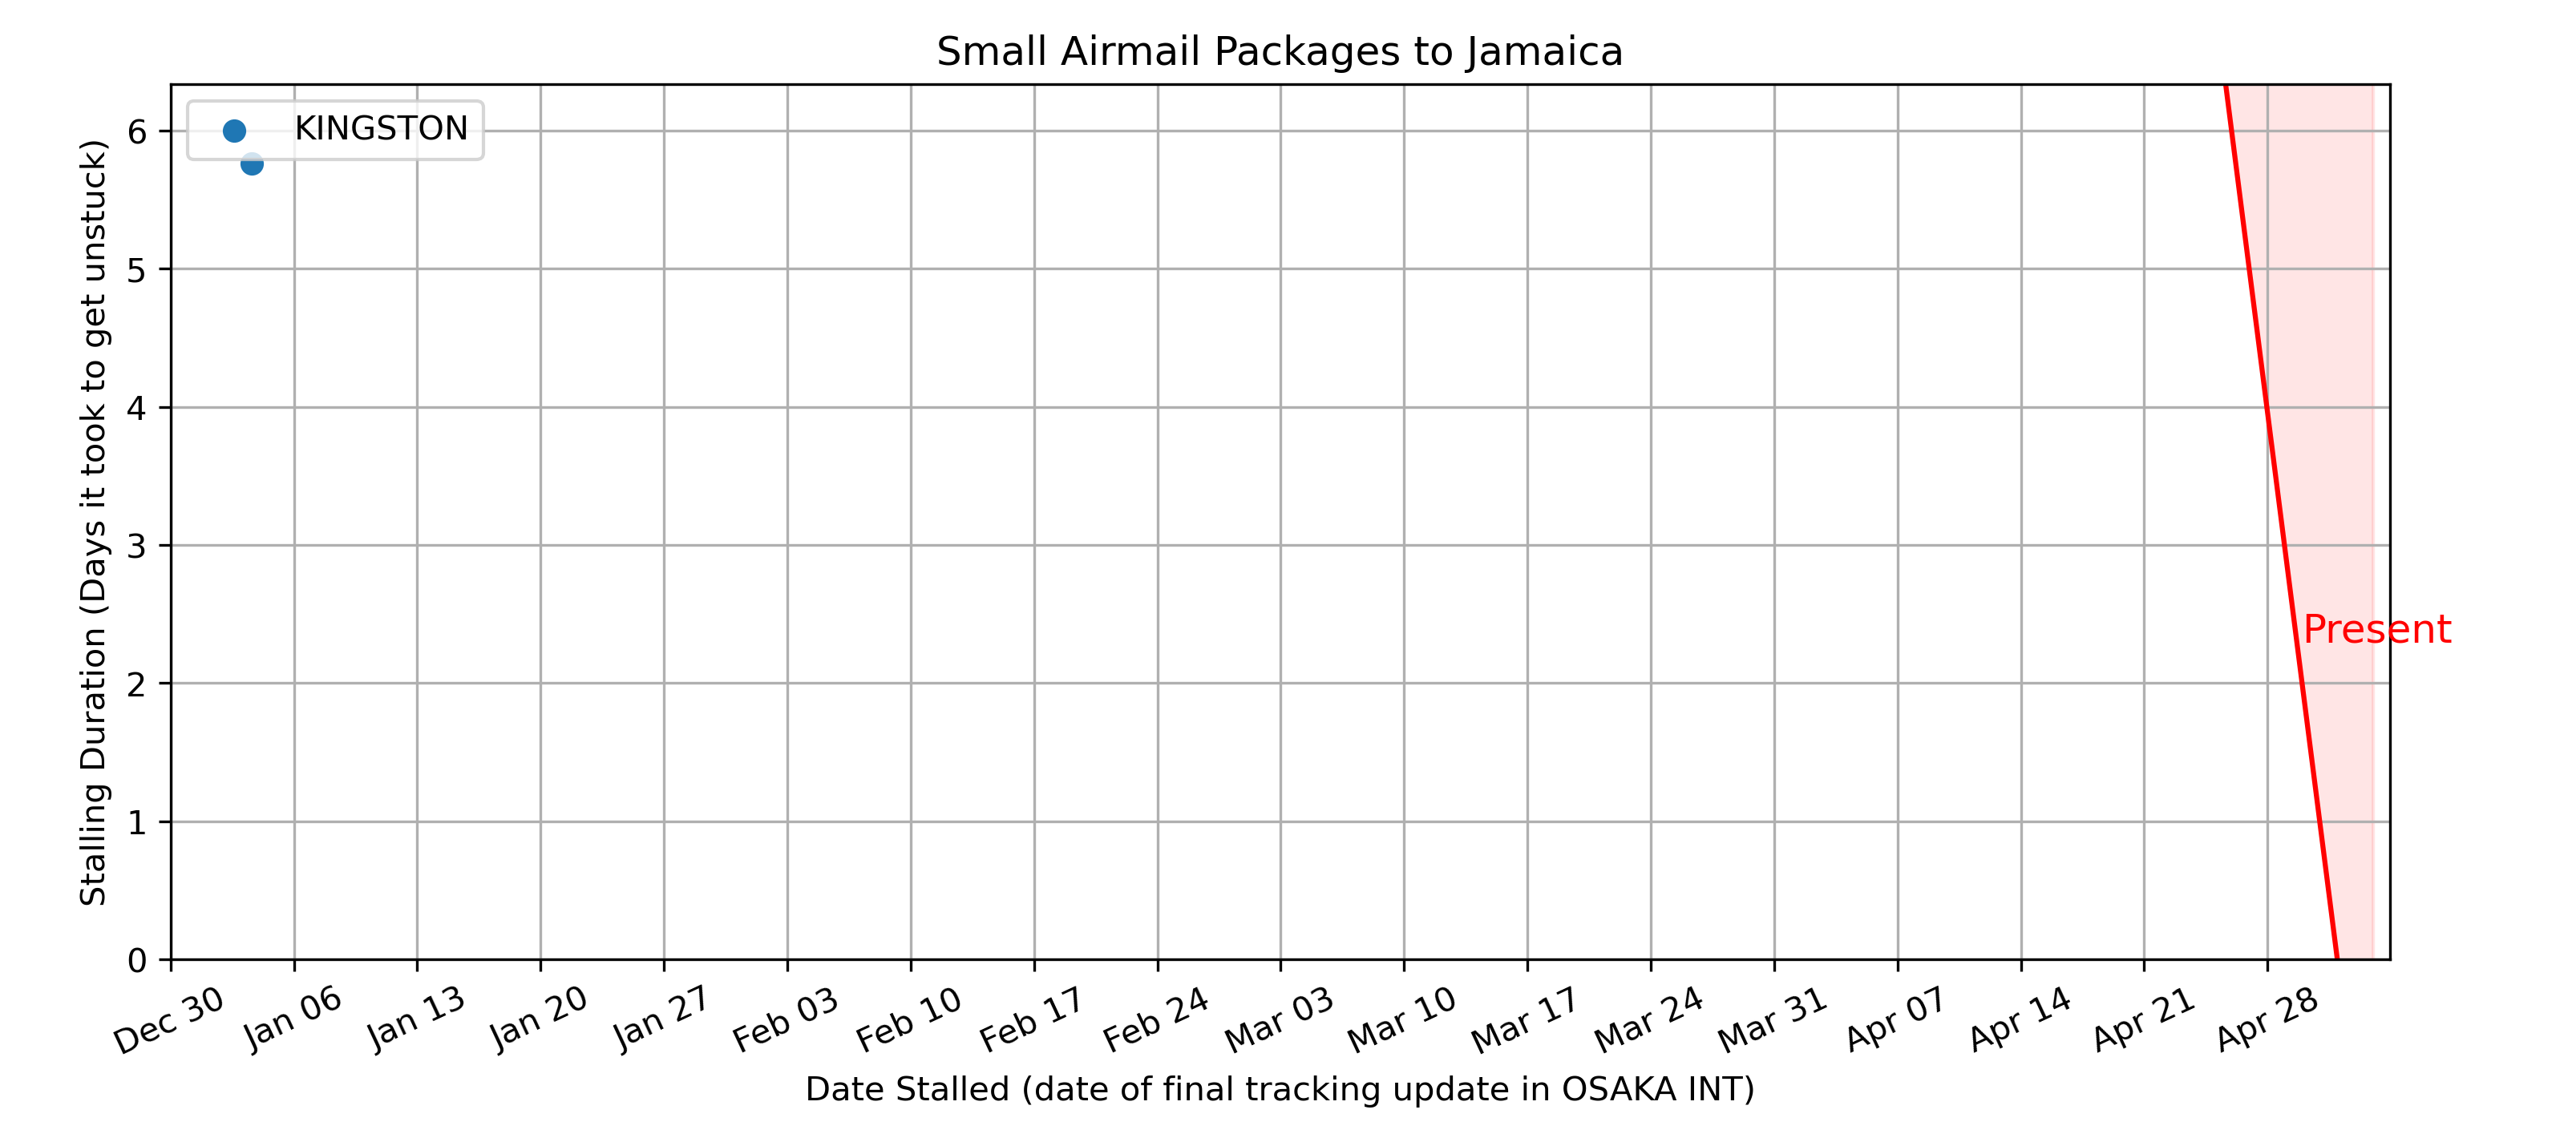 Small Airmail Packages to Jamaica
KINGSTON
Stalling Duration (Days it took to get unstuck)
6
5
4
3
2
1
0
Present
Dec 30 Jan 06 Jan 13 Jan 20 Jan 27 Feb 03 Feb 10 Feb 17 Feb 24 Mar 03 Mar 10 Mar 17 Mar 24 Mar 31 Apr 07 Apr 14 Apr 21 Apr 28
Date Stalled (date of final tracking update in OSAKA INT)